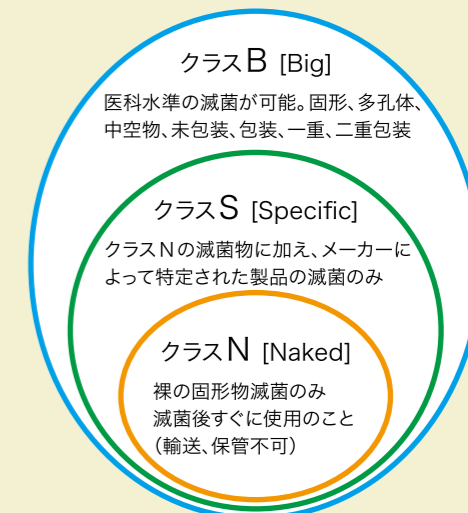 クラスB [Big]
医科水準の滅菌が可能。固形、多孔体、
中空物、未包装、包装、一重、二重包装
クラスS [Specific]
クラスNの滅菌物に加え、メーカーに
よって特定された製品の滅菌のみ
クラスN [Naked]
裸の固形物滅菌のみ
滅菌後すぐに使用のこと
（輸送、保管不可）